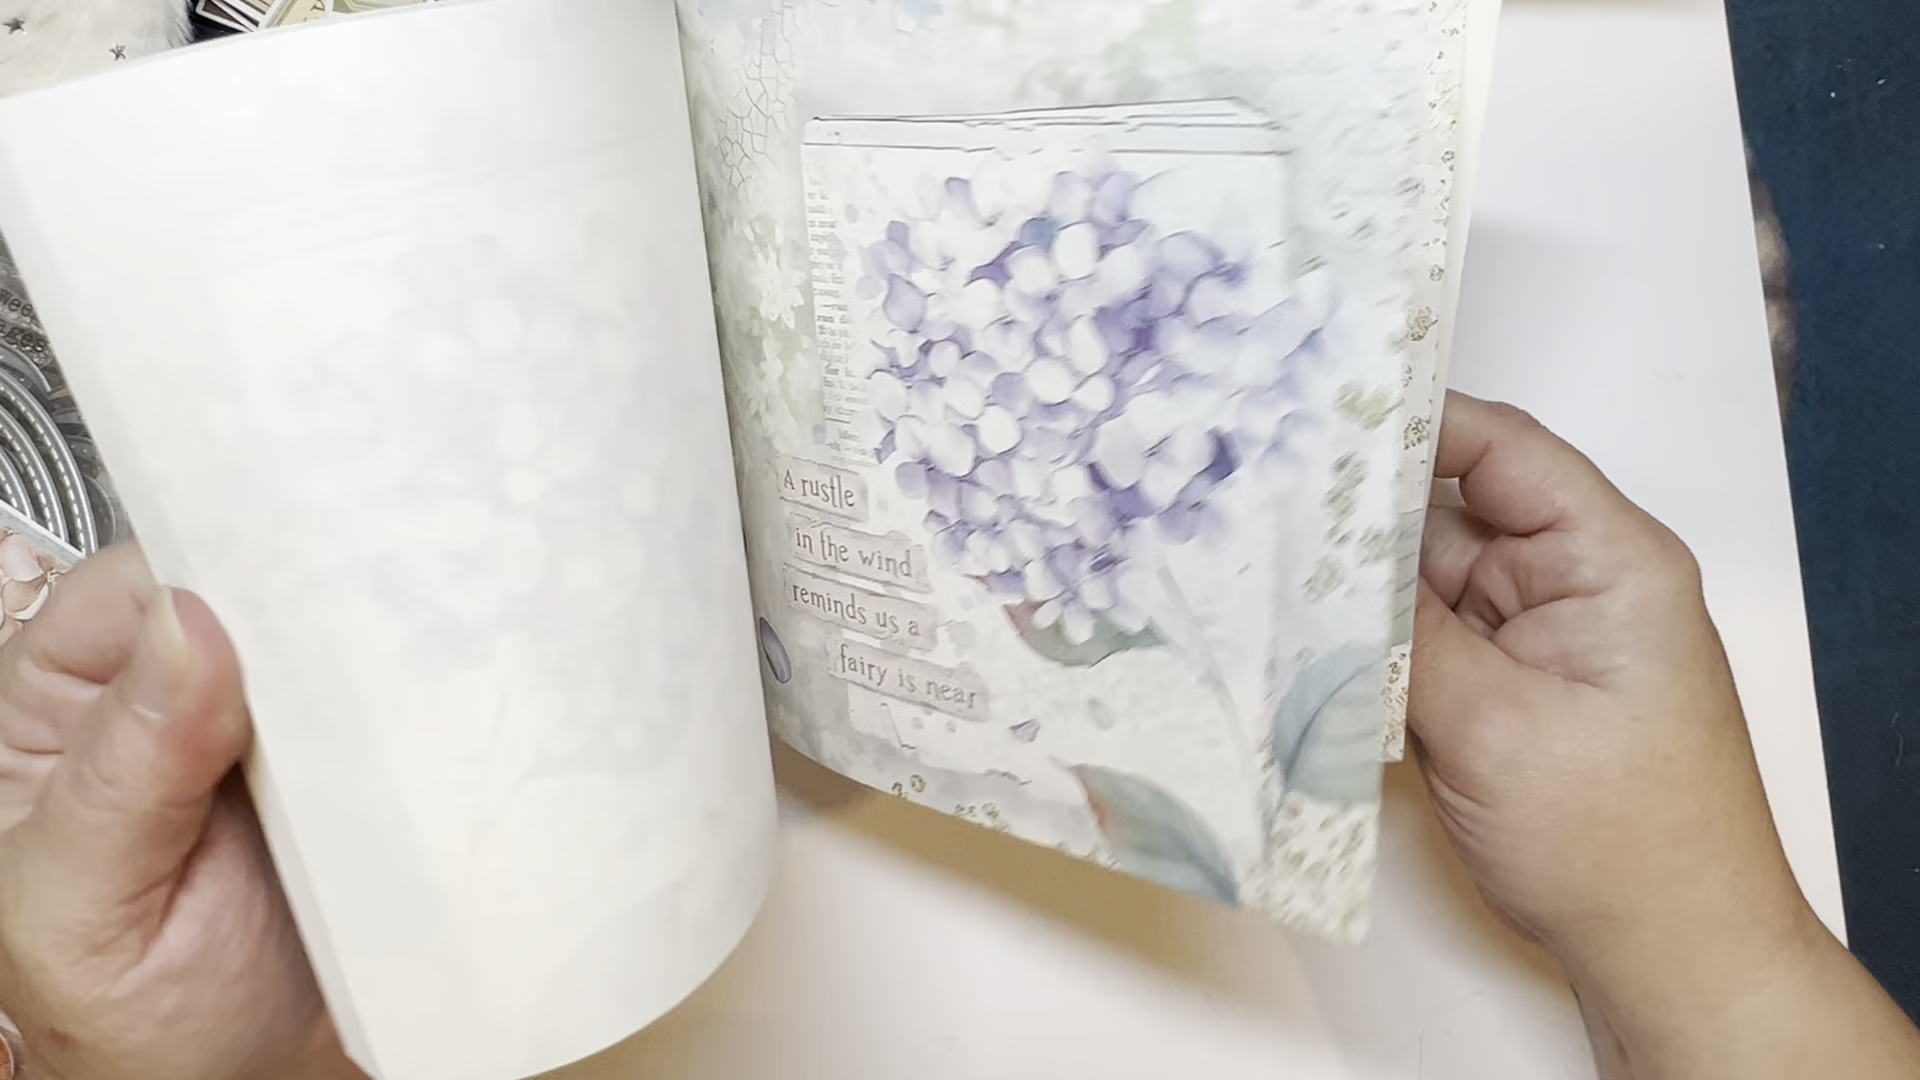 A rustle
in the wind
reminds us a
fairy is near